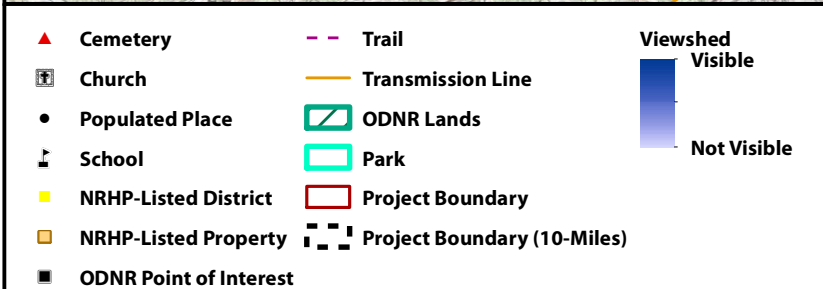 Cemetery
Church
Populated Place
School
NRHP-Listed District
NRHP-Listed Property
ODNR Point of Interest
Trail
Transmission Line
ODNR Lands
Park
Project Boundary
Project Boundary (10-Miles)
Viewshed
Visible
Not Visible